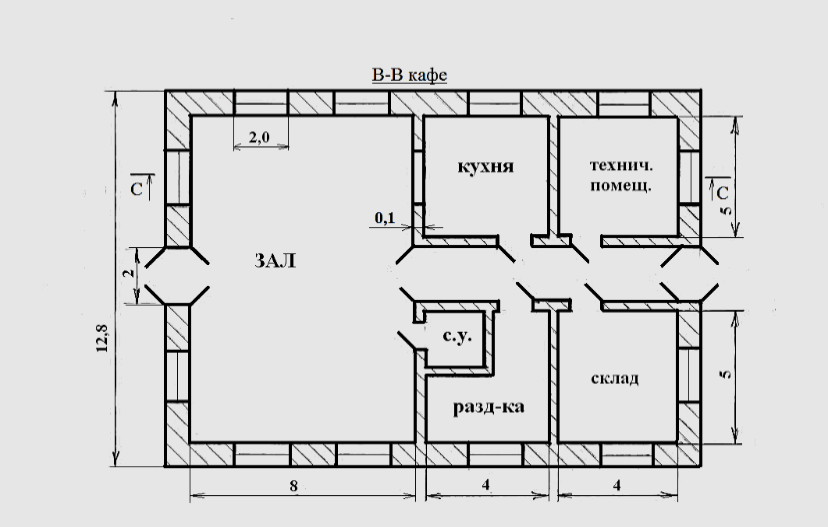 В-В кафе
2,0
кухня
технич.
помещ.
С
С
5
0,1
ЗАЛ
2
12,8
с.у.
склад
5
разд-ка
8
4
4